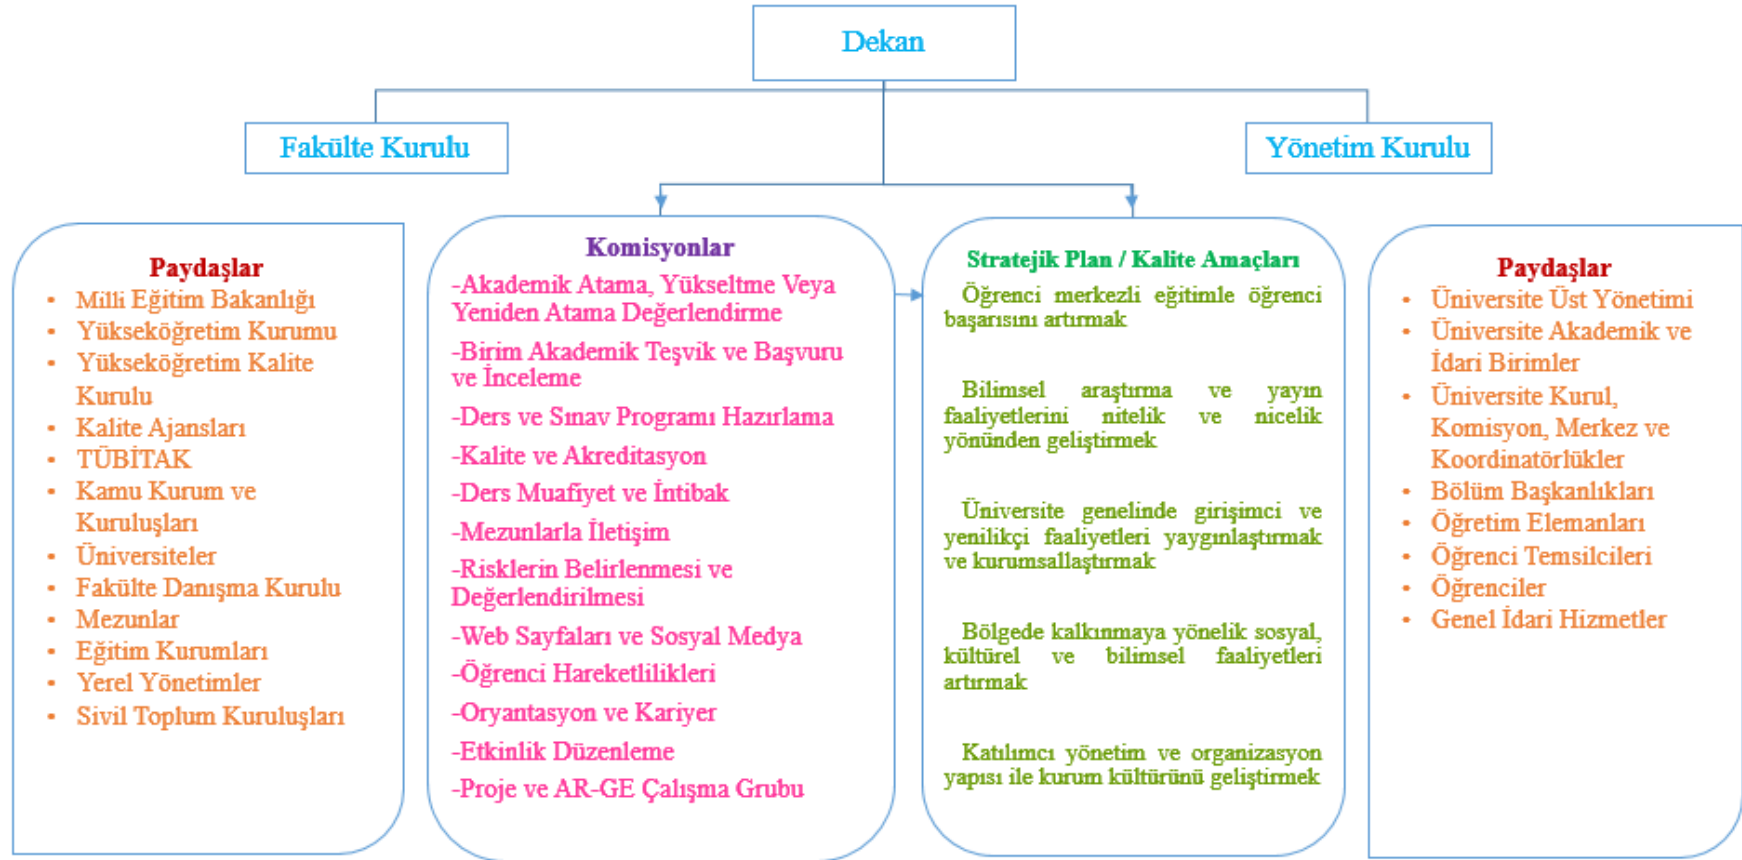 Dekan
Fakülte Kurulu
Yönetim Kurulu
Paydaşlar
• Milli Eğitim Bakanlığı
• Yükseköğretim Kurumu
• Yükseköğretim Kalite
Kurulu
• Kalite Ajansları
• TÜBİTAK
• Kamu Kurum ve
Kuruluşları
• Üniversiteler
• Fakülte Danışma Kurulu
• Mezunlar
• Eğitim Kurumları
• Yerel Yönetimler
• Sivil Toplum Kuruluşları
Komisyonlar
-Akademik Atama, Yükseltme Veya
Yeniden Atama Değerlendirme
-Birim Akademik Teşvik ve Başvuru
ve İnceleme
-Ders ve Sınav Programı Hazırlama
-Kalite ve Akreditasyon
-Ders Muafiyet ve İntibak
-Mezunlarla İletişim
-Risklerin Belirlenmesi ve
Değerlendirilmesi
-Web Sayfaları ve Sosyal Medya
-Öğrenci Hareketlilikleri
-Oryantasyon ve Kariyer
-Etkinlik Düzenleme
-Proje ve AR-GE Çalışma Grubu
Stratejik Plan / Kalite Amaçları
Öğrenci merkezli eğitimle öğrenci
başarısını artırmak
Bilimsel araştırma ve yayın
faaliyetlerini nitelik ve nicelik
yönünden geliştirmek
Üniversite genelinde girişimci ve
yenilikçi faaliyetleri yaygınlaştırmak
ve kurumsallaştırmak
Bölgede kalkınmaya yönelik sosyal,
kültürel ve bilimsel faaliyetleri
artırmak
Katılımcı yönetim ve organizasyon
yapısı ile kurum kültürünü geliştirmek
Paydaşlar
• Üniversite Üst Yönetimi
• Üniversite Akademik ve
İdari Birimler
• Üniversite Kurul,
Komisyon, Merkez ve
Koordinatörlükler
• Bölüm Başkanlıkları
• Öğretim Elemanları
• Öğrenci Temsilcileri
• Öğrenciler
• Genel İdari Hizmetler